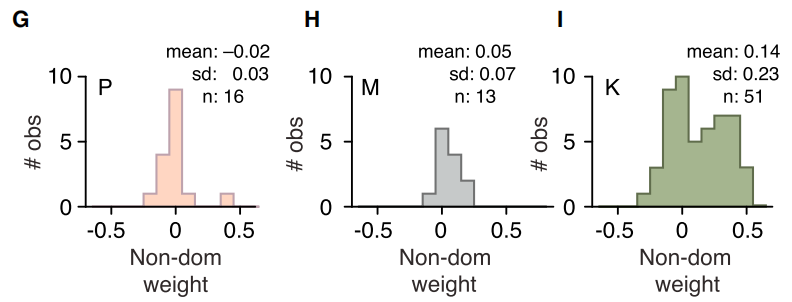 G
mean: –0.02
sd: 0.03
n: 16
P
10
5
0
# obs
-0.5 0 0.5
Non-dom
weight
H
mean: 0.05
sd: 0.07
n: 13
M
10
5
0
# obs
-0.5 0 0.5
Non-dom
weight
I
mean: 0.14
sd: 0.23
n: 51
K
10
5
0
# obs
-0.5 0 0.5
Non-dom
weight